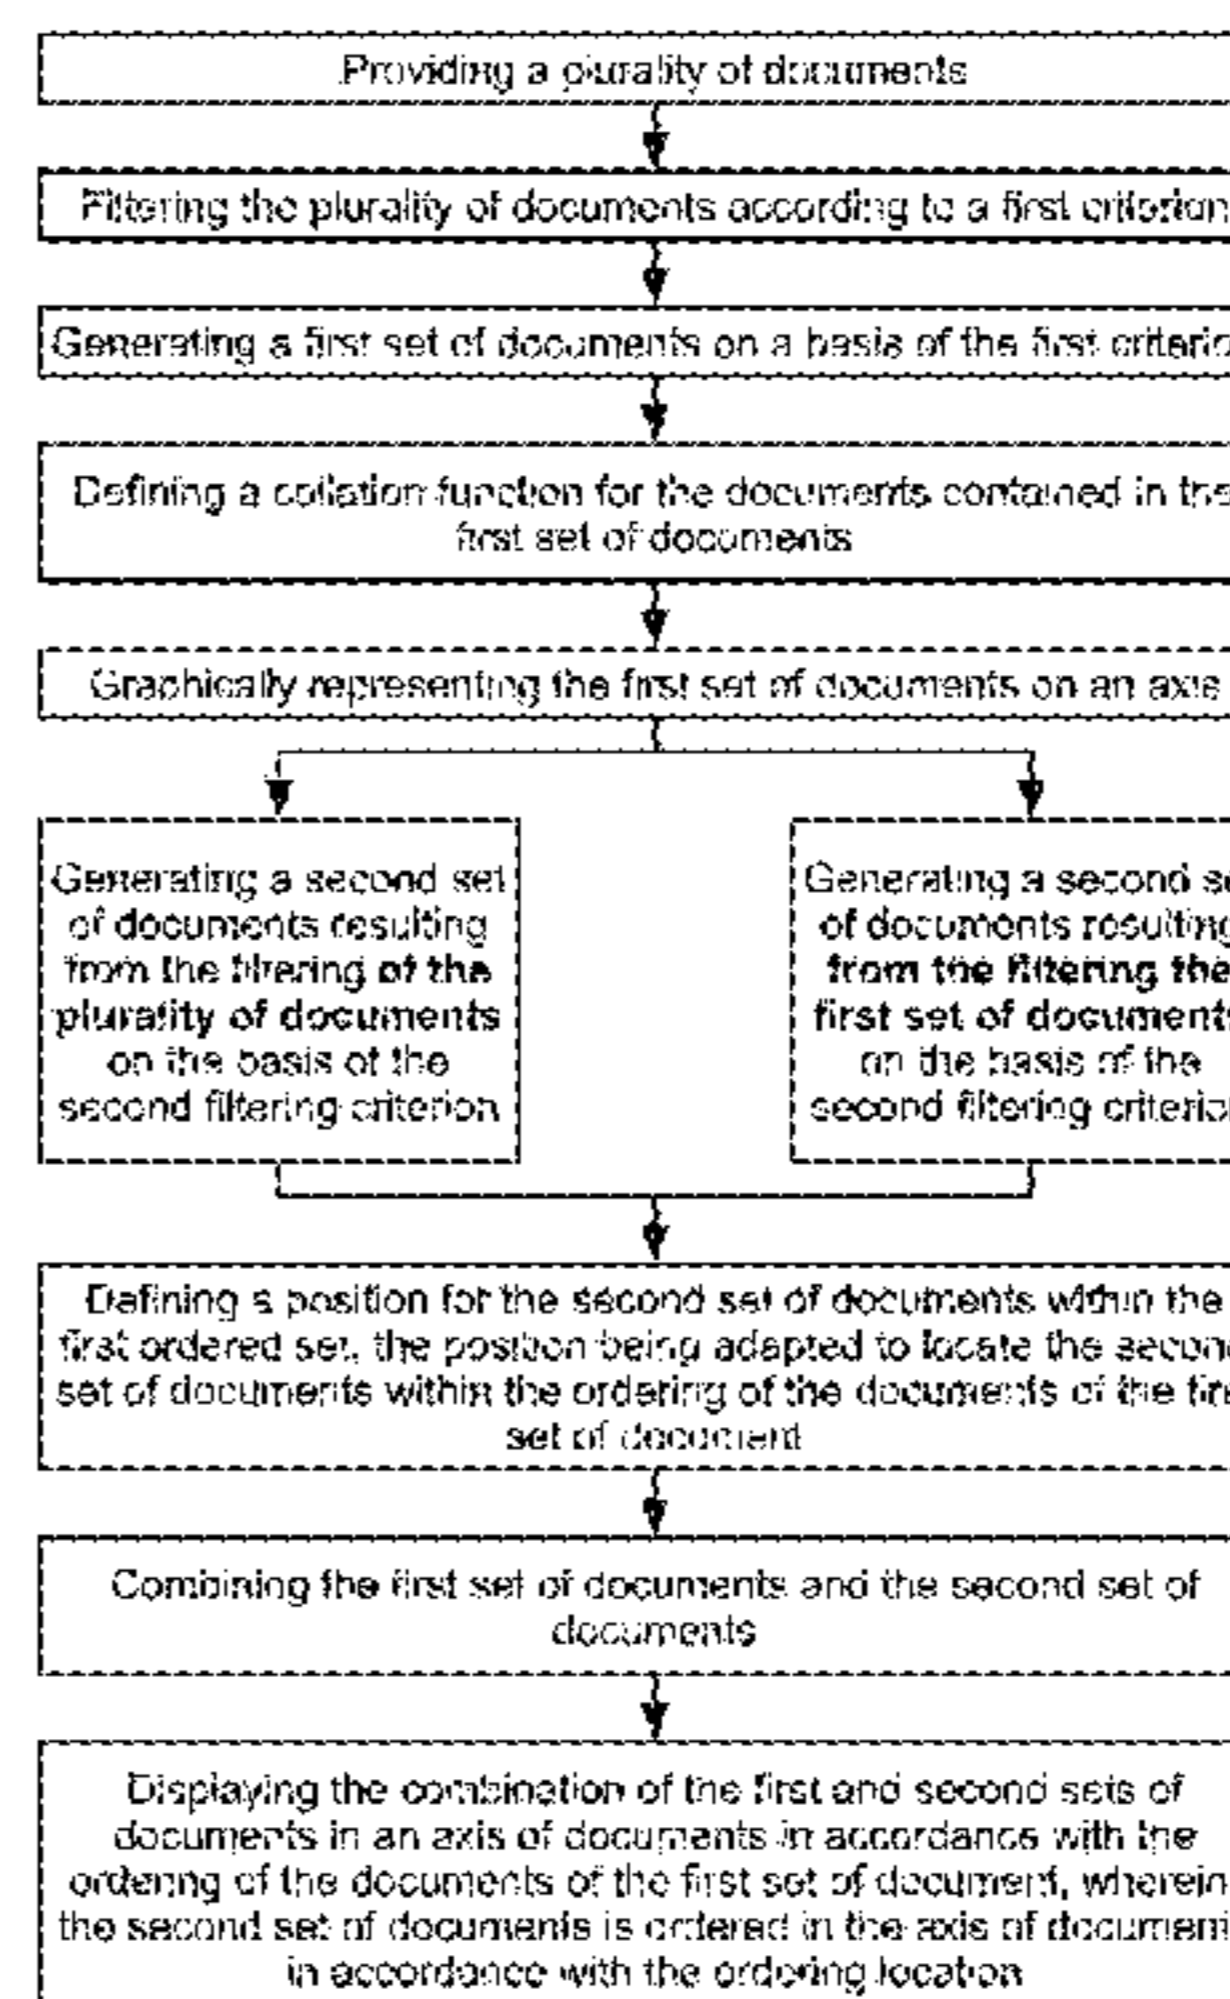 Providing a plurality of documents
Filtering the plurality of documents according to a first criterion
Generating a first set of documents on a basis of the first criterio
Defining a collation function for the documents contained in the
first set of documents
Graphically representing the first set of documents on an axis
Generating a second set
of documents resulting
from the filtering of the
plurality of documents
on the basis of the
second filtering criterion
Generating a second se
of documents resulting
from the filtering the
first set of documents
on the basis of the
second filtering criterion
Defining a position for the second set of documents within the
first ordered set, the position being adapted to locate the second
set of documents within the ordering of the documents of the firs
set of document
Combining the first set of documents and the second set of
documents
Displaying the combination of the first and second sets of
documents in an axis of documents in accordance with the
ordering of the documents of the first set of document, wherein
the second set of documents is ordered in the axis of document
in accordance with the ordering location